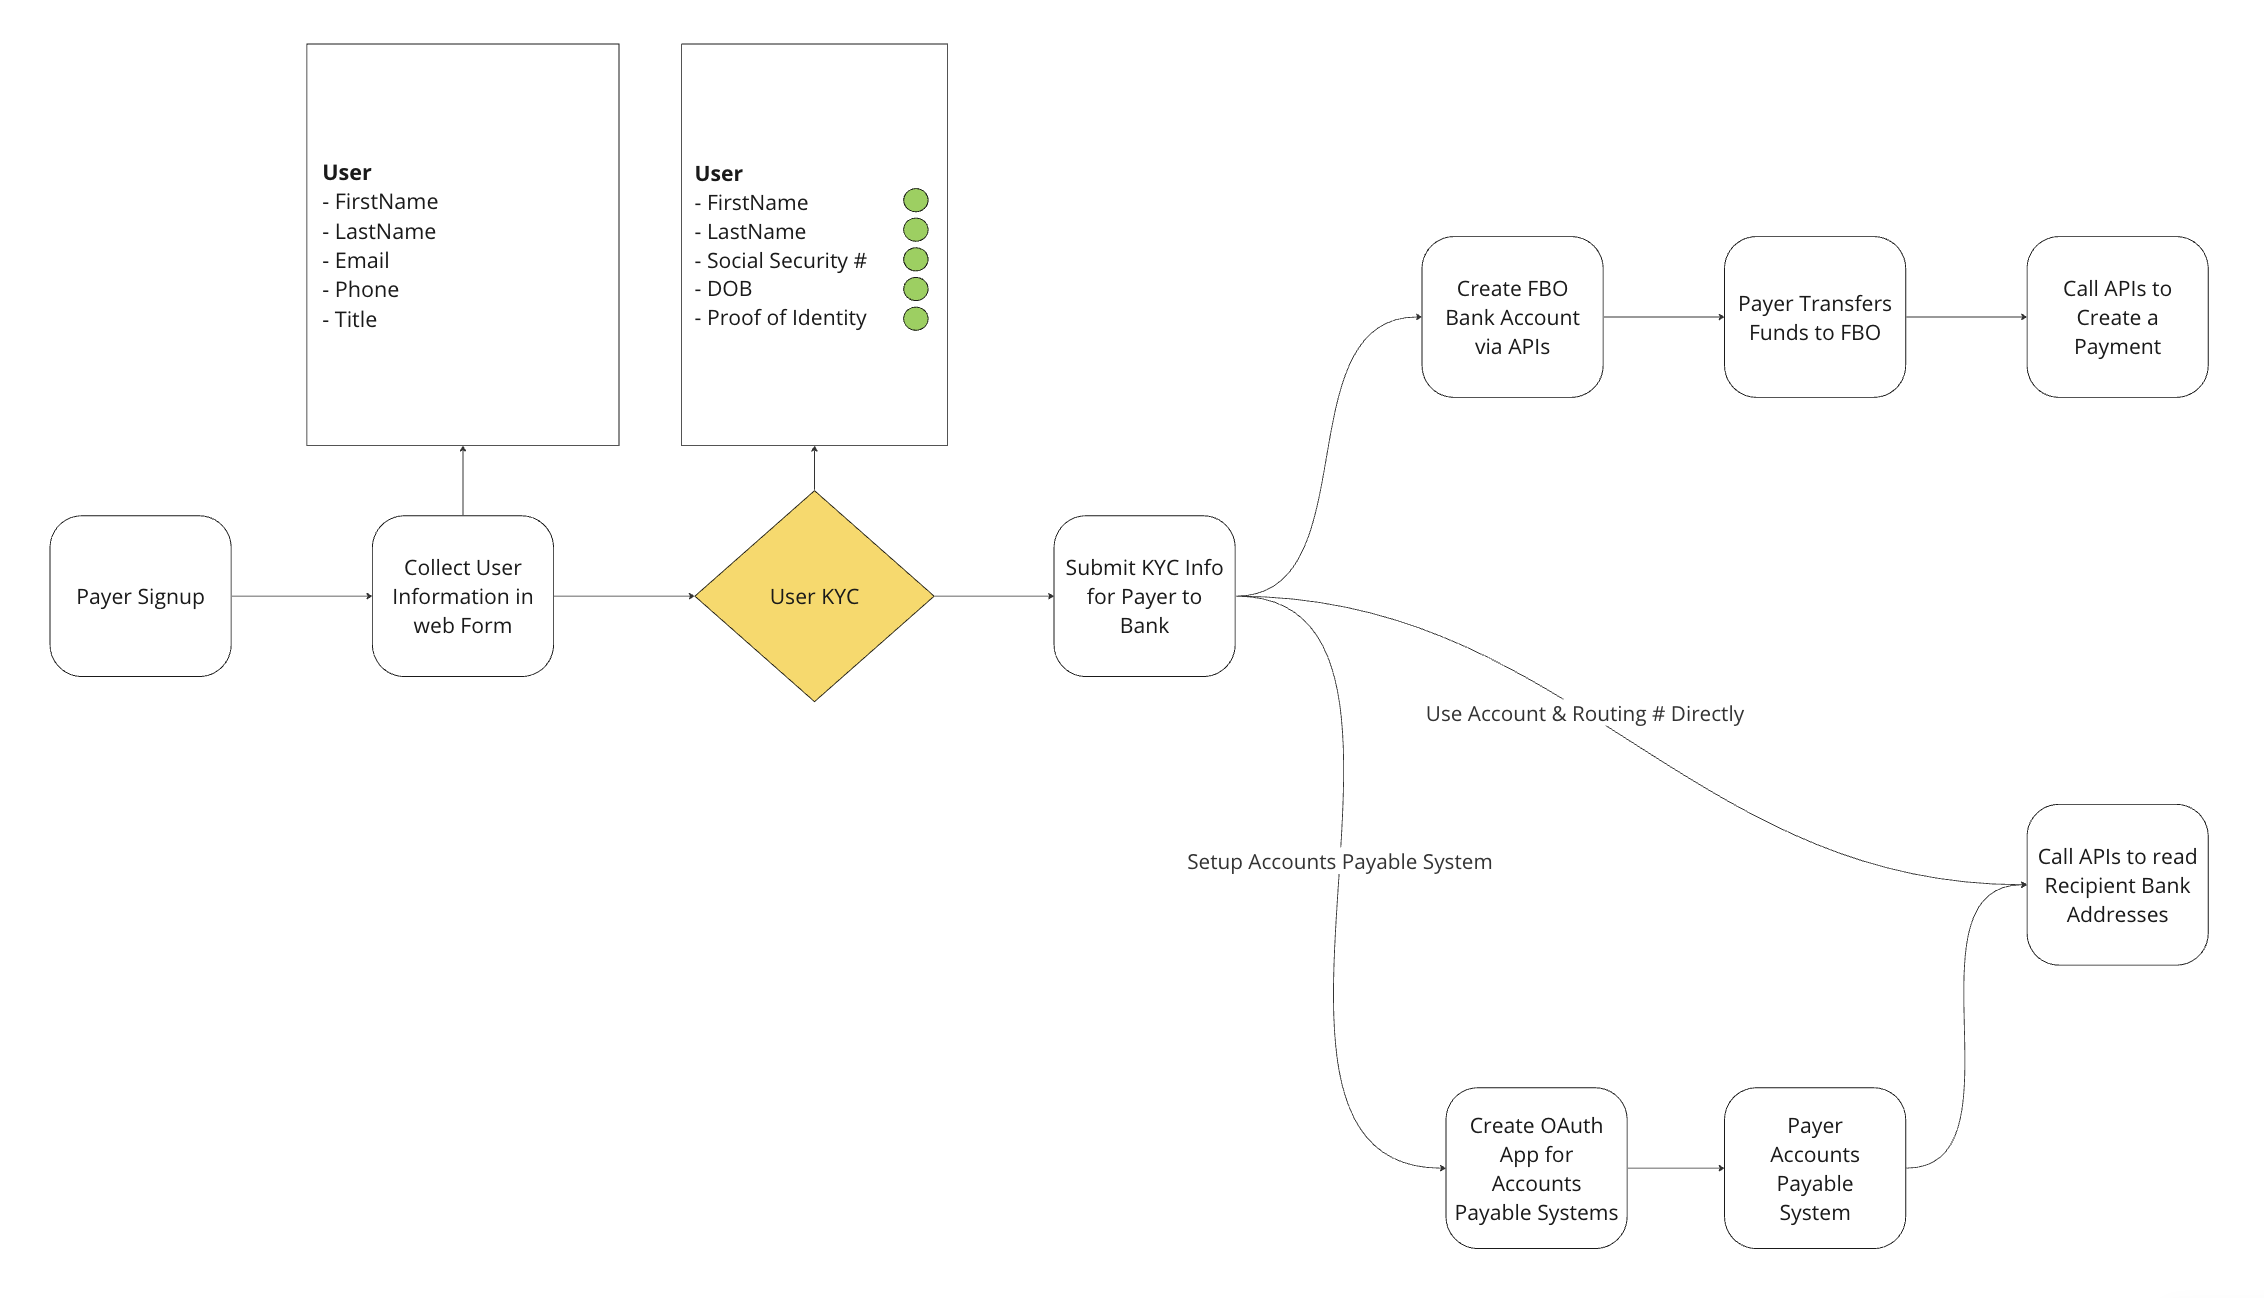 User
- FirstName
- LastName
- Email
- Phone
- Title
User
- FirstName
- LastName
- Social Security #
- DOB
- Proof of Identity
Payer Signup
Collect User
Information in
web Form
User KYC
Submit KYC Info
for Payer to
Bank
Create FBO
Bank Account
via APIs
Payer Transfers
Funds to FBO
Call APIs to
Create a
Payment
Use Account & Routing # Directly
Setup Accounts Payable System
Call APIs to read
Recipient Bank
Addresses
Create OAuth
App for
Accounts
Payable Systems
Payer
Accounts
Payable
System